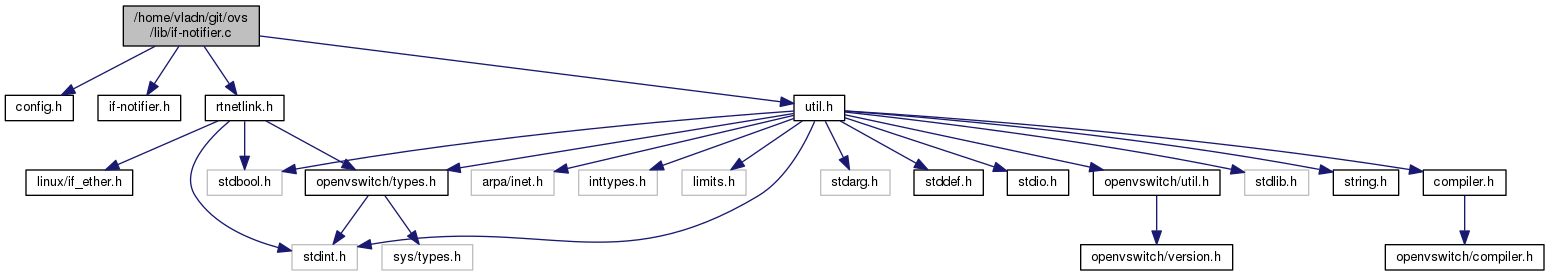 /home/vladn/git/ovs
/lib/if-notifier.c
config.h
if-notifier.h
rtnetlink.h
util.h
linux/if_ether.h
stdbool.h
openvswitch/types.h
arpa/inet.h
inttypes.h
limits.h
stdarg.h
stddef.h
stdio.h
openvswitch/util.h
stdlib.h
string.h
compiler.h
stdint.h
sys/types.h
openvswitch/version.h
openvswitch/compiler.h